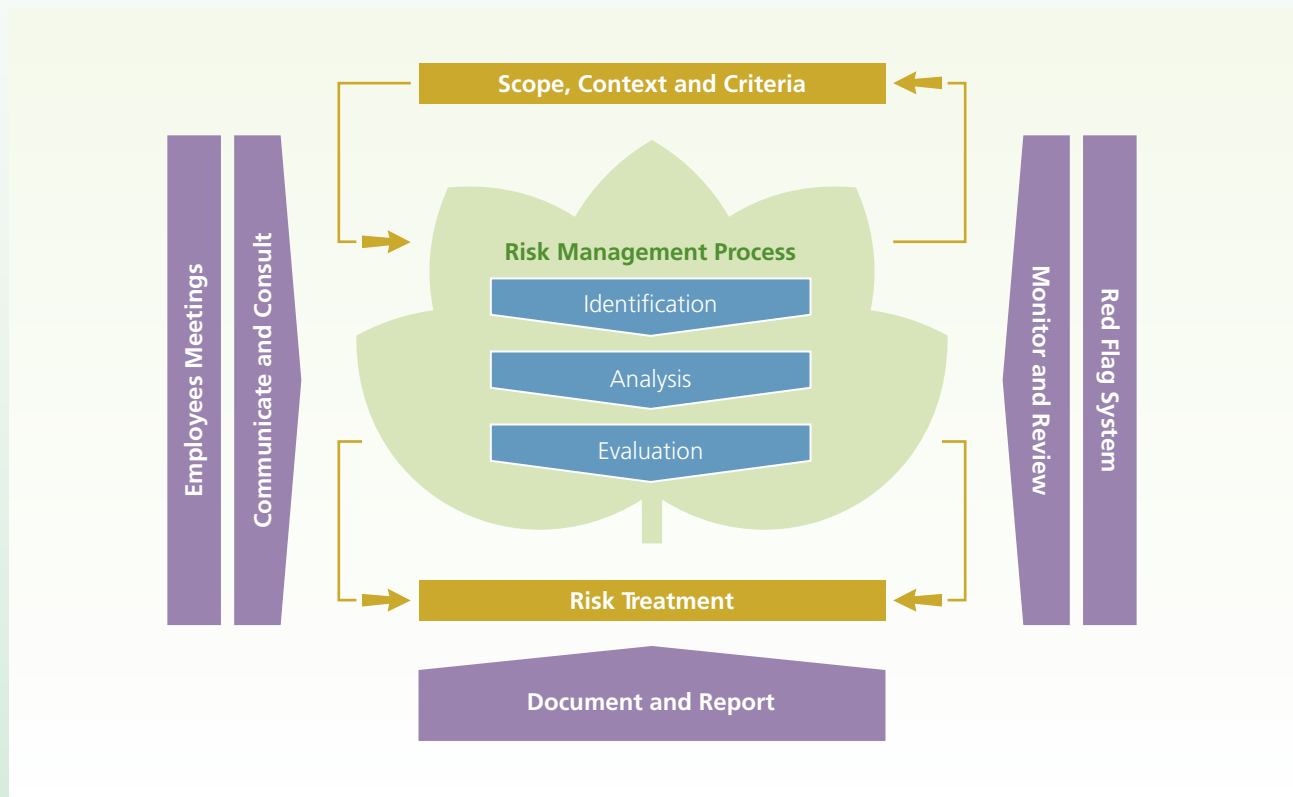 Scope, Context and Criteria
Employees Meetings
Communicate and Consult
Risk Management Process
Identification
Analysis
Evaluation
Monitor and Review
Red Flag System
Risk Treatment
Document and Report